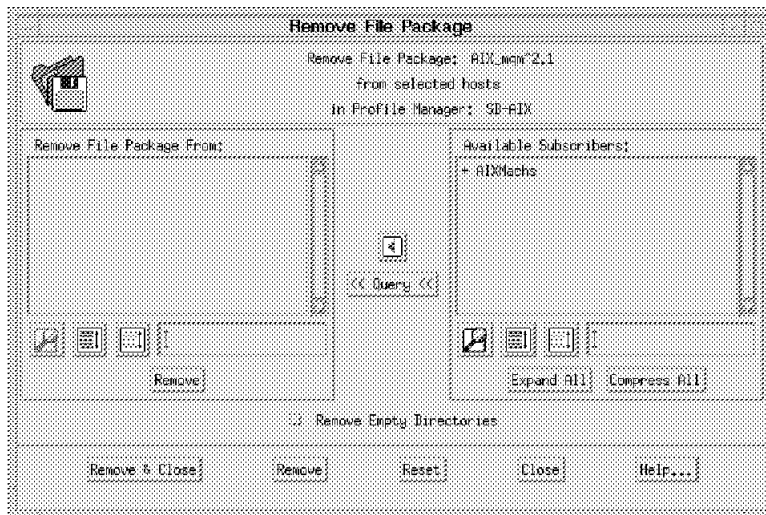 Remove File Package
Remove File Package: AIX_mqm^2.1
from selected hosts
in Profile Manager: SD-AIX
Remove File Package From:
Available Subscribers:
+ AIXMachs
<< Query <<
Remove
Expand All
Compress All
Remove Empty Directories
Remove & Close
Remove
Reset
Close
Help...